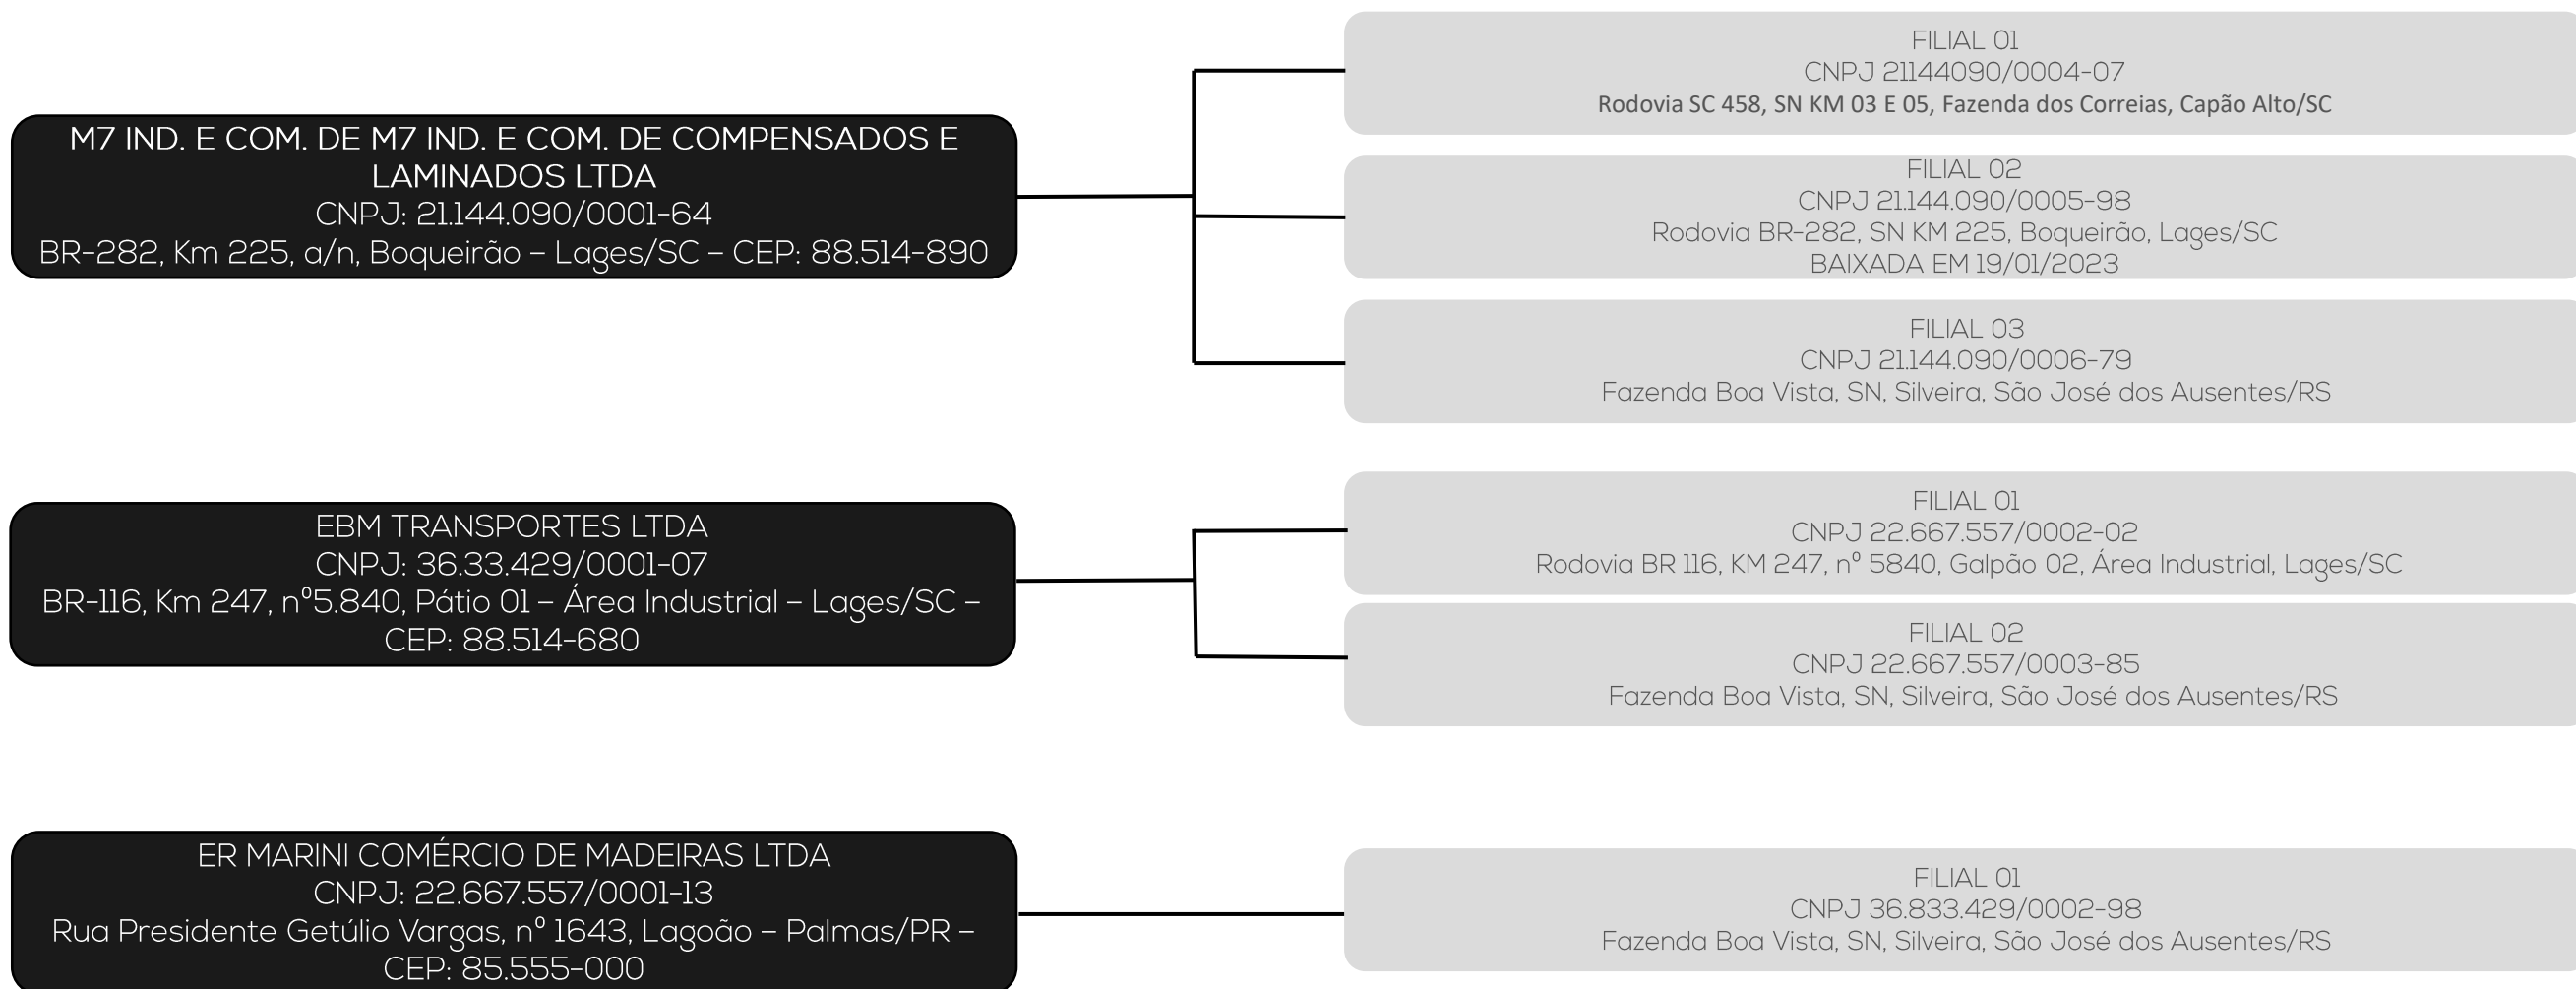 M7 IND. E COM. DE M7 IND. E COM. DE COMPENSADOS E
LAMINADOS LTDA
CNPJ: 21.144.090/0001-64
BR-282, Km 225, a/n, Boqueirão – Lages/SC – CEP: 88.514-890
FILIAL 01
CNPJ 21144090/0004-07
Rodovia SC 458, SN KM 03 E 05, Fazenda dos Correias, Capão Alto/SC
FILIAL 02
CNPJ 21.144.090/0005-98
Rodovia BR-282, SN KM 225, Boqueirão, Lages/SC
BAIXADA EM 19/01/2023
FILIAL 03
CNPJ 21.144.090/0006-79
Fazenda Boa Vista, SN, Silveira, São José dos Ausentes/RS
EBM TRANSPORTES LTDA
CNPJ: 36.33.429/0001-07
BR-116, Km 247, nº5.840, Pátio 01 – Área Industrial – Lages/SC –
CEP: 88.514-680
FILIAL 01
CNPJ 22.667.557/0002-02
Rodovia BR 116, KM 247, nº 5840, Galpão 02, Área Industrial, Lages/SC
FILIAL 02
CNPJ 22.667.557/0003-85
Fazenda Boa Vista, SN, Silveira, São José dos Ausentes/RS
ER MARINI COMÉRCIO DE MADEIRAS LTDA
CNPJ: 22.667.557/0001-13
Rua Presidente Getúlio Vargas, nº 1643, Lagoão – Palmas/PR –
CEP: 85.555-000
FILIAL 01
CNPJ 36.833.429/0002-98
Fazenda Boa Vista, SN, Silveira, São José dos Ausentes/RS